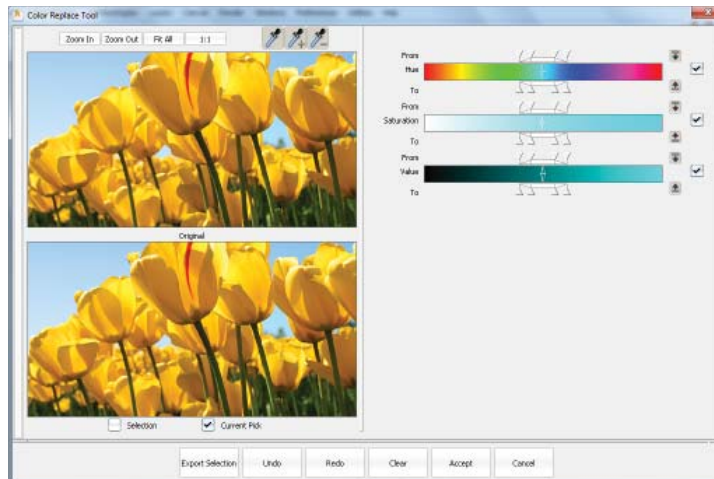 Color Replace Tool
Zoom In Zoom Out Fit All 1:1
From
Hue
To
From
Saturation
To
From
Value
To
Original
Selection Current Pick
Export Selection Undo Redo Clear Accept Cancel